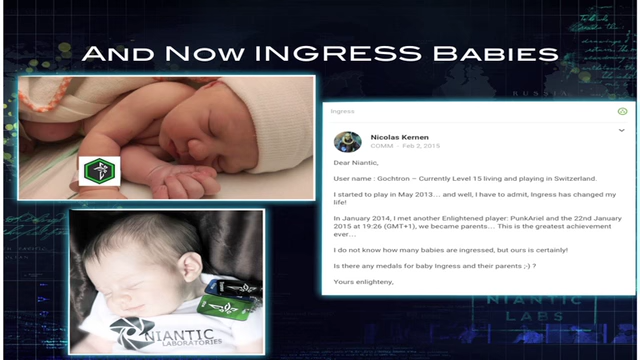 AND NOW INGRESS BABIES
Ingress
Nicolas Kernen
COMM - Feb 2, 2015
Dear Niantic,
User name : Gochtron – Currently Level 15 living and playing in Switzerland.
I started to play in May 2013... and well, I have to admit, Ingress has changed my
life!
In January 2014, I met another Enlightened player: PunkAriel and the 22nd January
2015 at 19:26 (GMT+1), we became parents... This is the greatest achievement
ever...
I do not know how many babies are ingressed, but ours is certainly!
Is there any medals for baby Ingress and their parents ;-) ?
Yours enlighteny,
NIANTIC
LABORATORIES
RUSSIA
NIANTIC
LABS